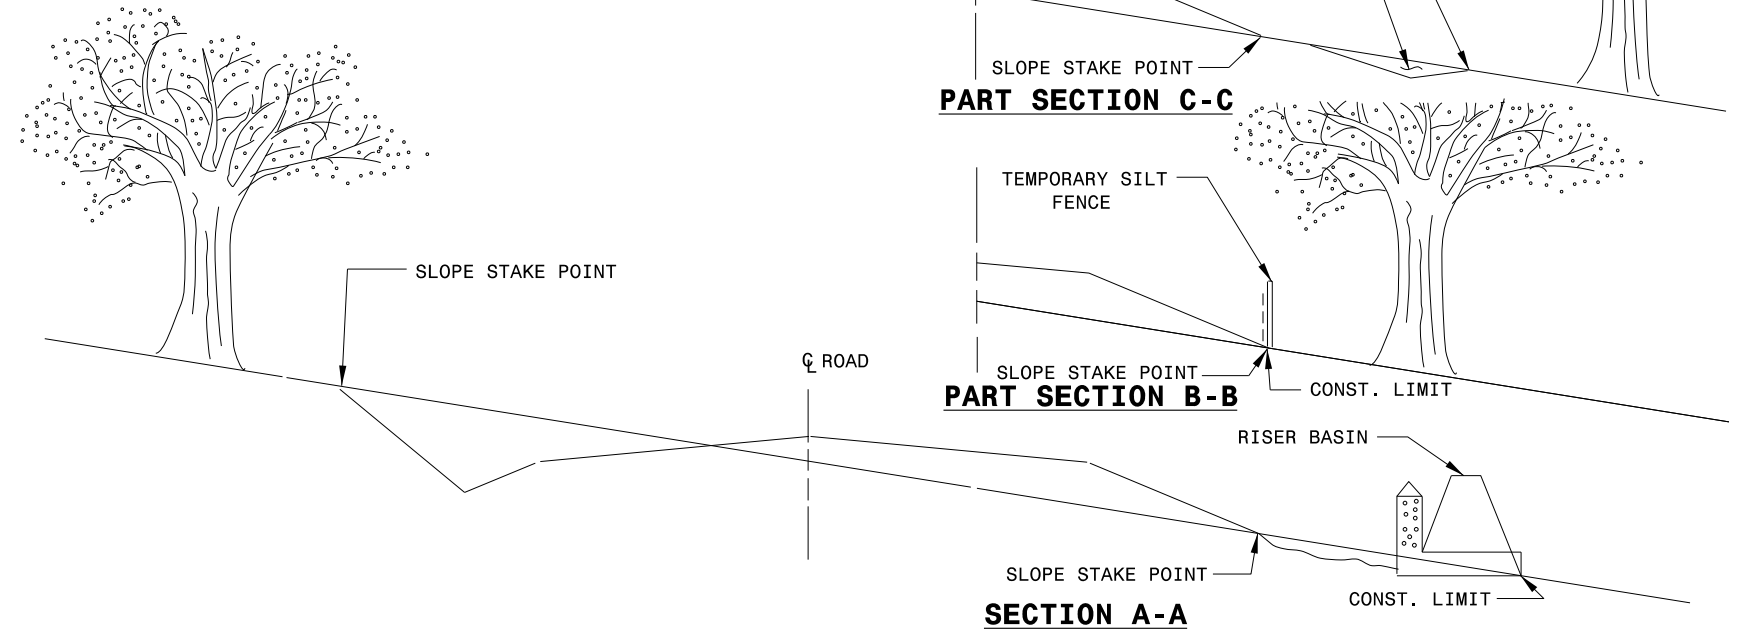 SLOPE STAKE POINT
PART SECTION C-C
TEMPORARY SILT
FENCE
SLOPE STAKE POINT
℄ ROAD
SLOPE STAKE POINT
CONST. LIMIT
PART SECTION B-B
RISER BASIN
SLOPE STAKE POINT
CONST. LIMIT
SECTION A-A